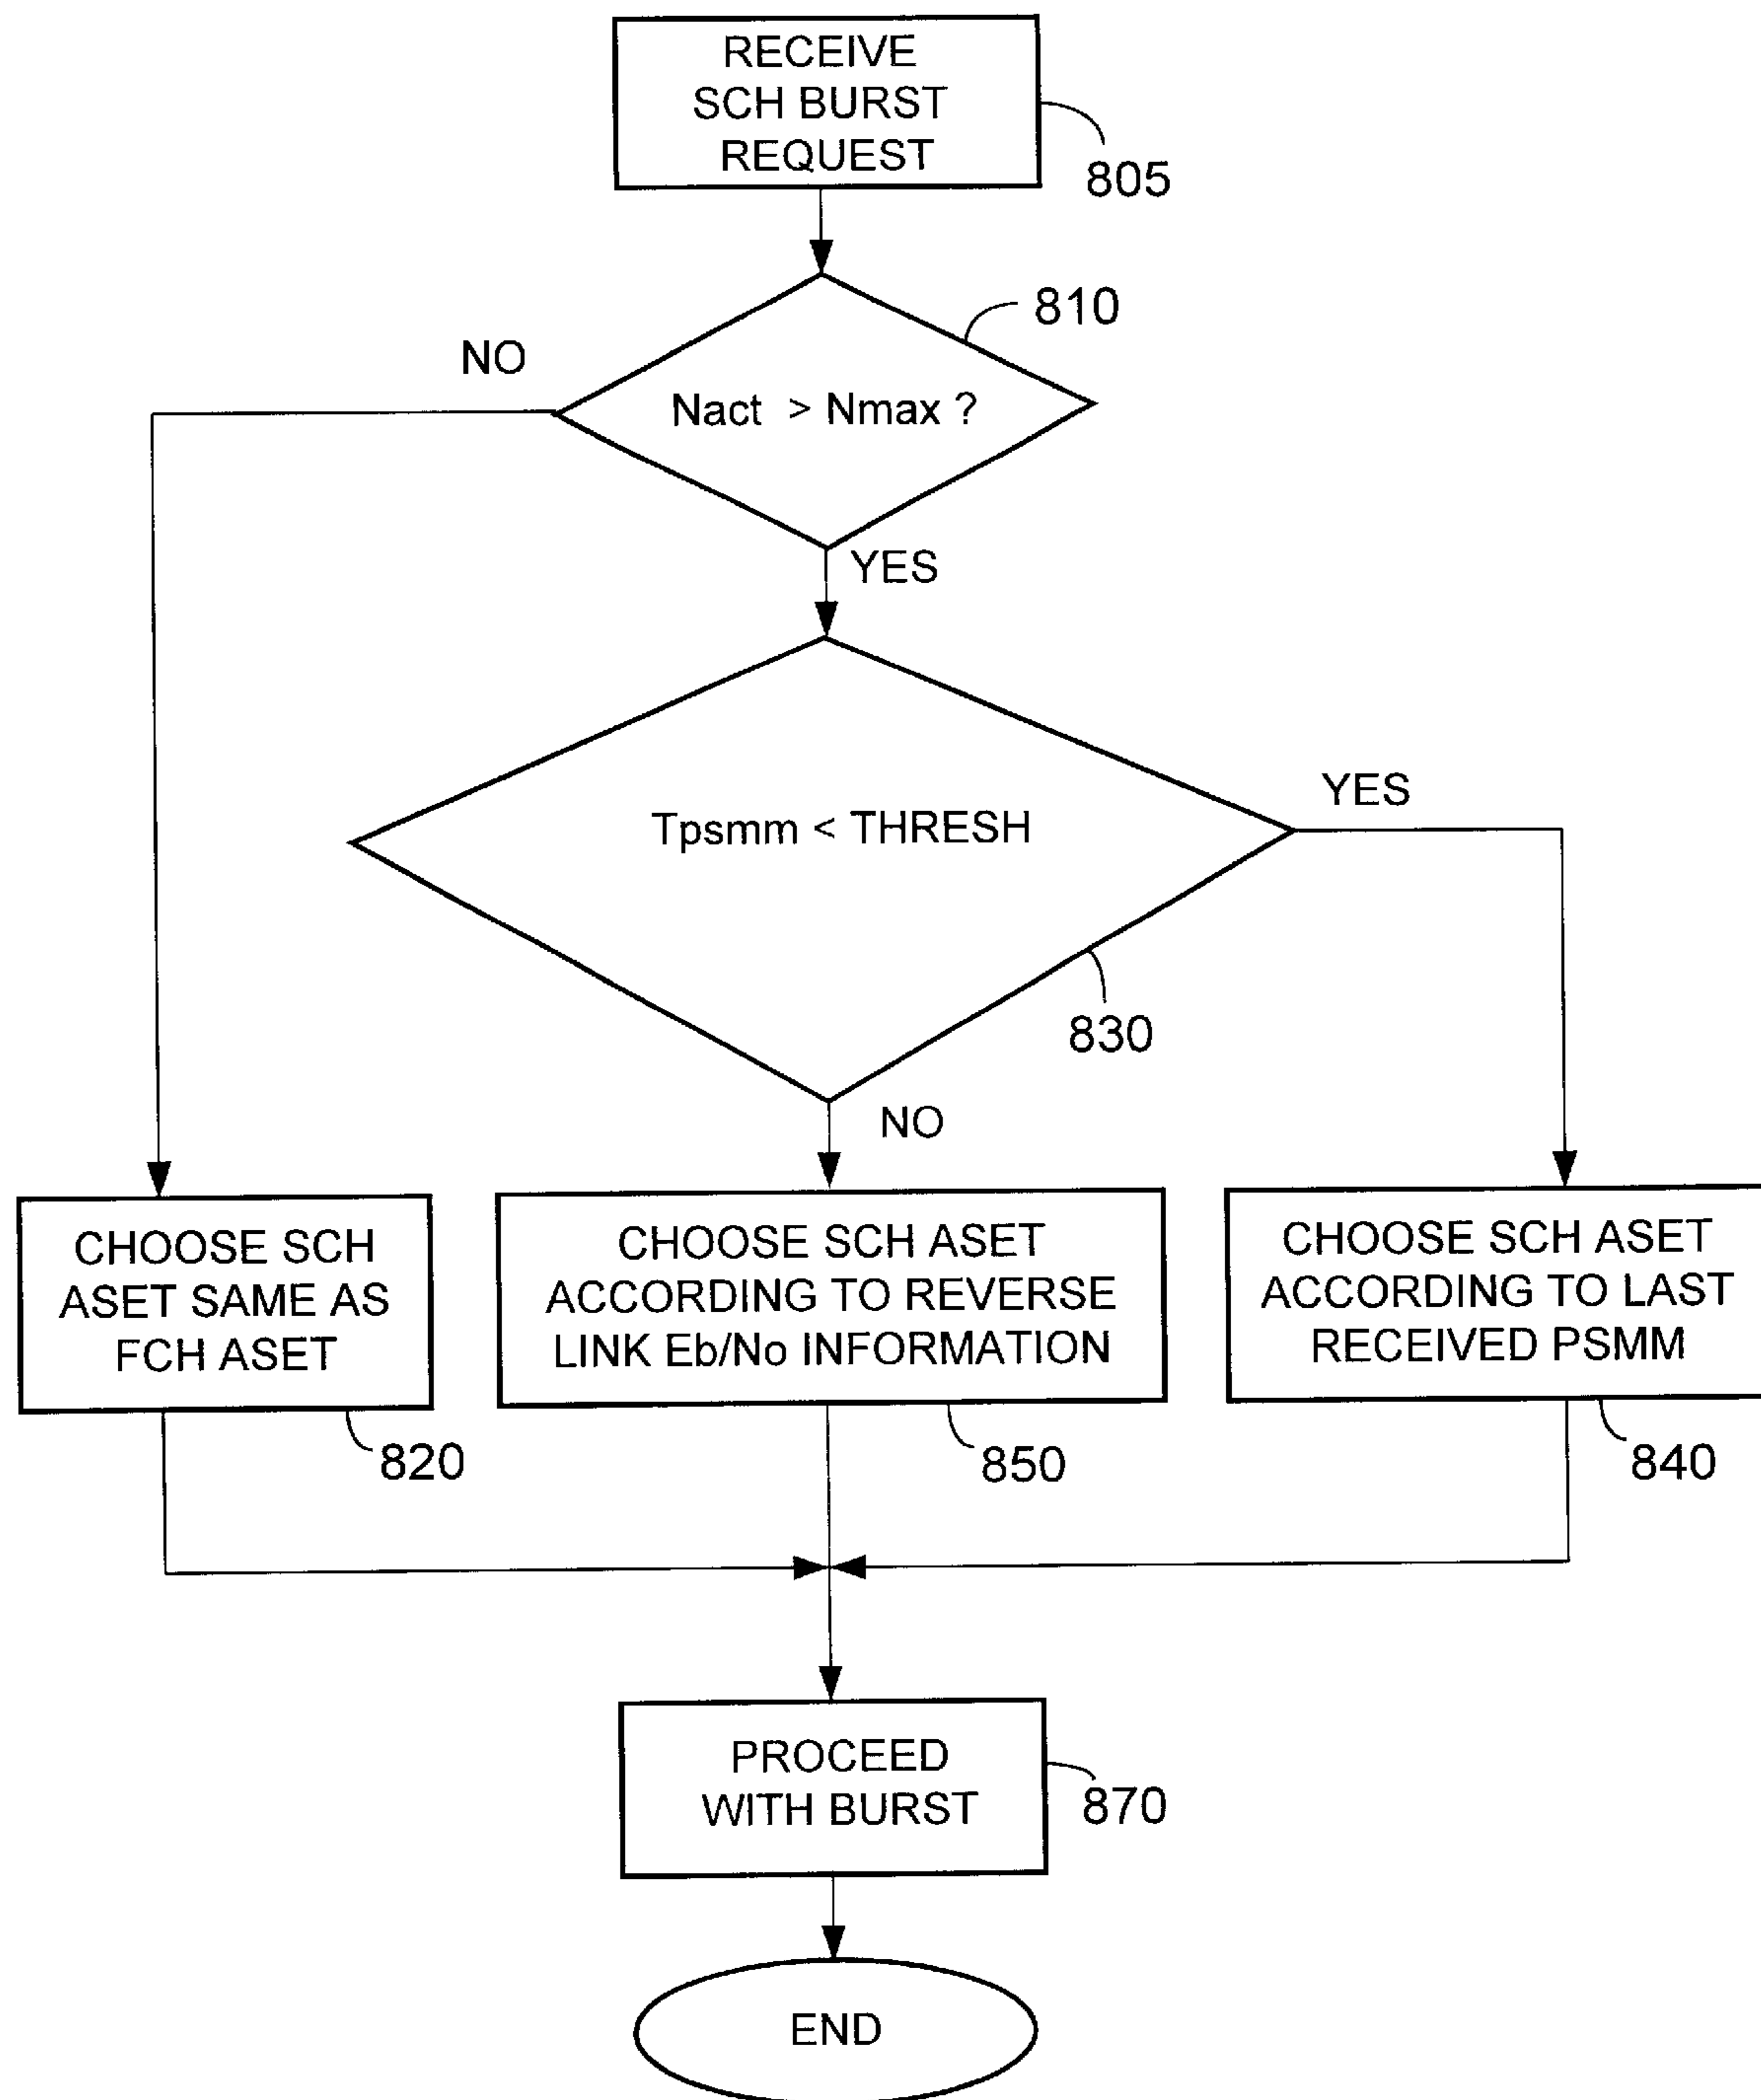 RECEIVE
SCH BURST
REQUEST
805
810
NO
Nact > Nmax ?
YES
YES
Tpsmm < THRESH
830
NO
CHOOSE SCH
ASET SAME AS
FCH ASET
820
CHOOSE SCH ASET
ACCORDING TO REVERSE
LINK Eb/No INFORMATION
850
CHOOSE SCH ASET
ACCORDING TO LAST
RECEIVED PSMM
840
PROCEED
WITH BURST
870
END